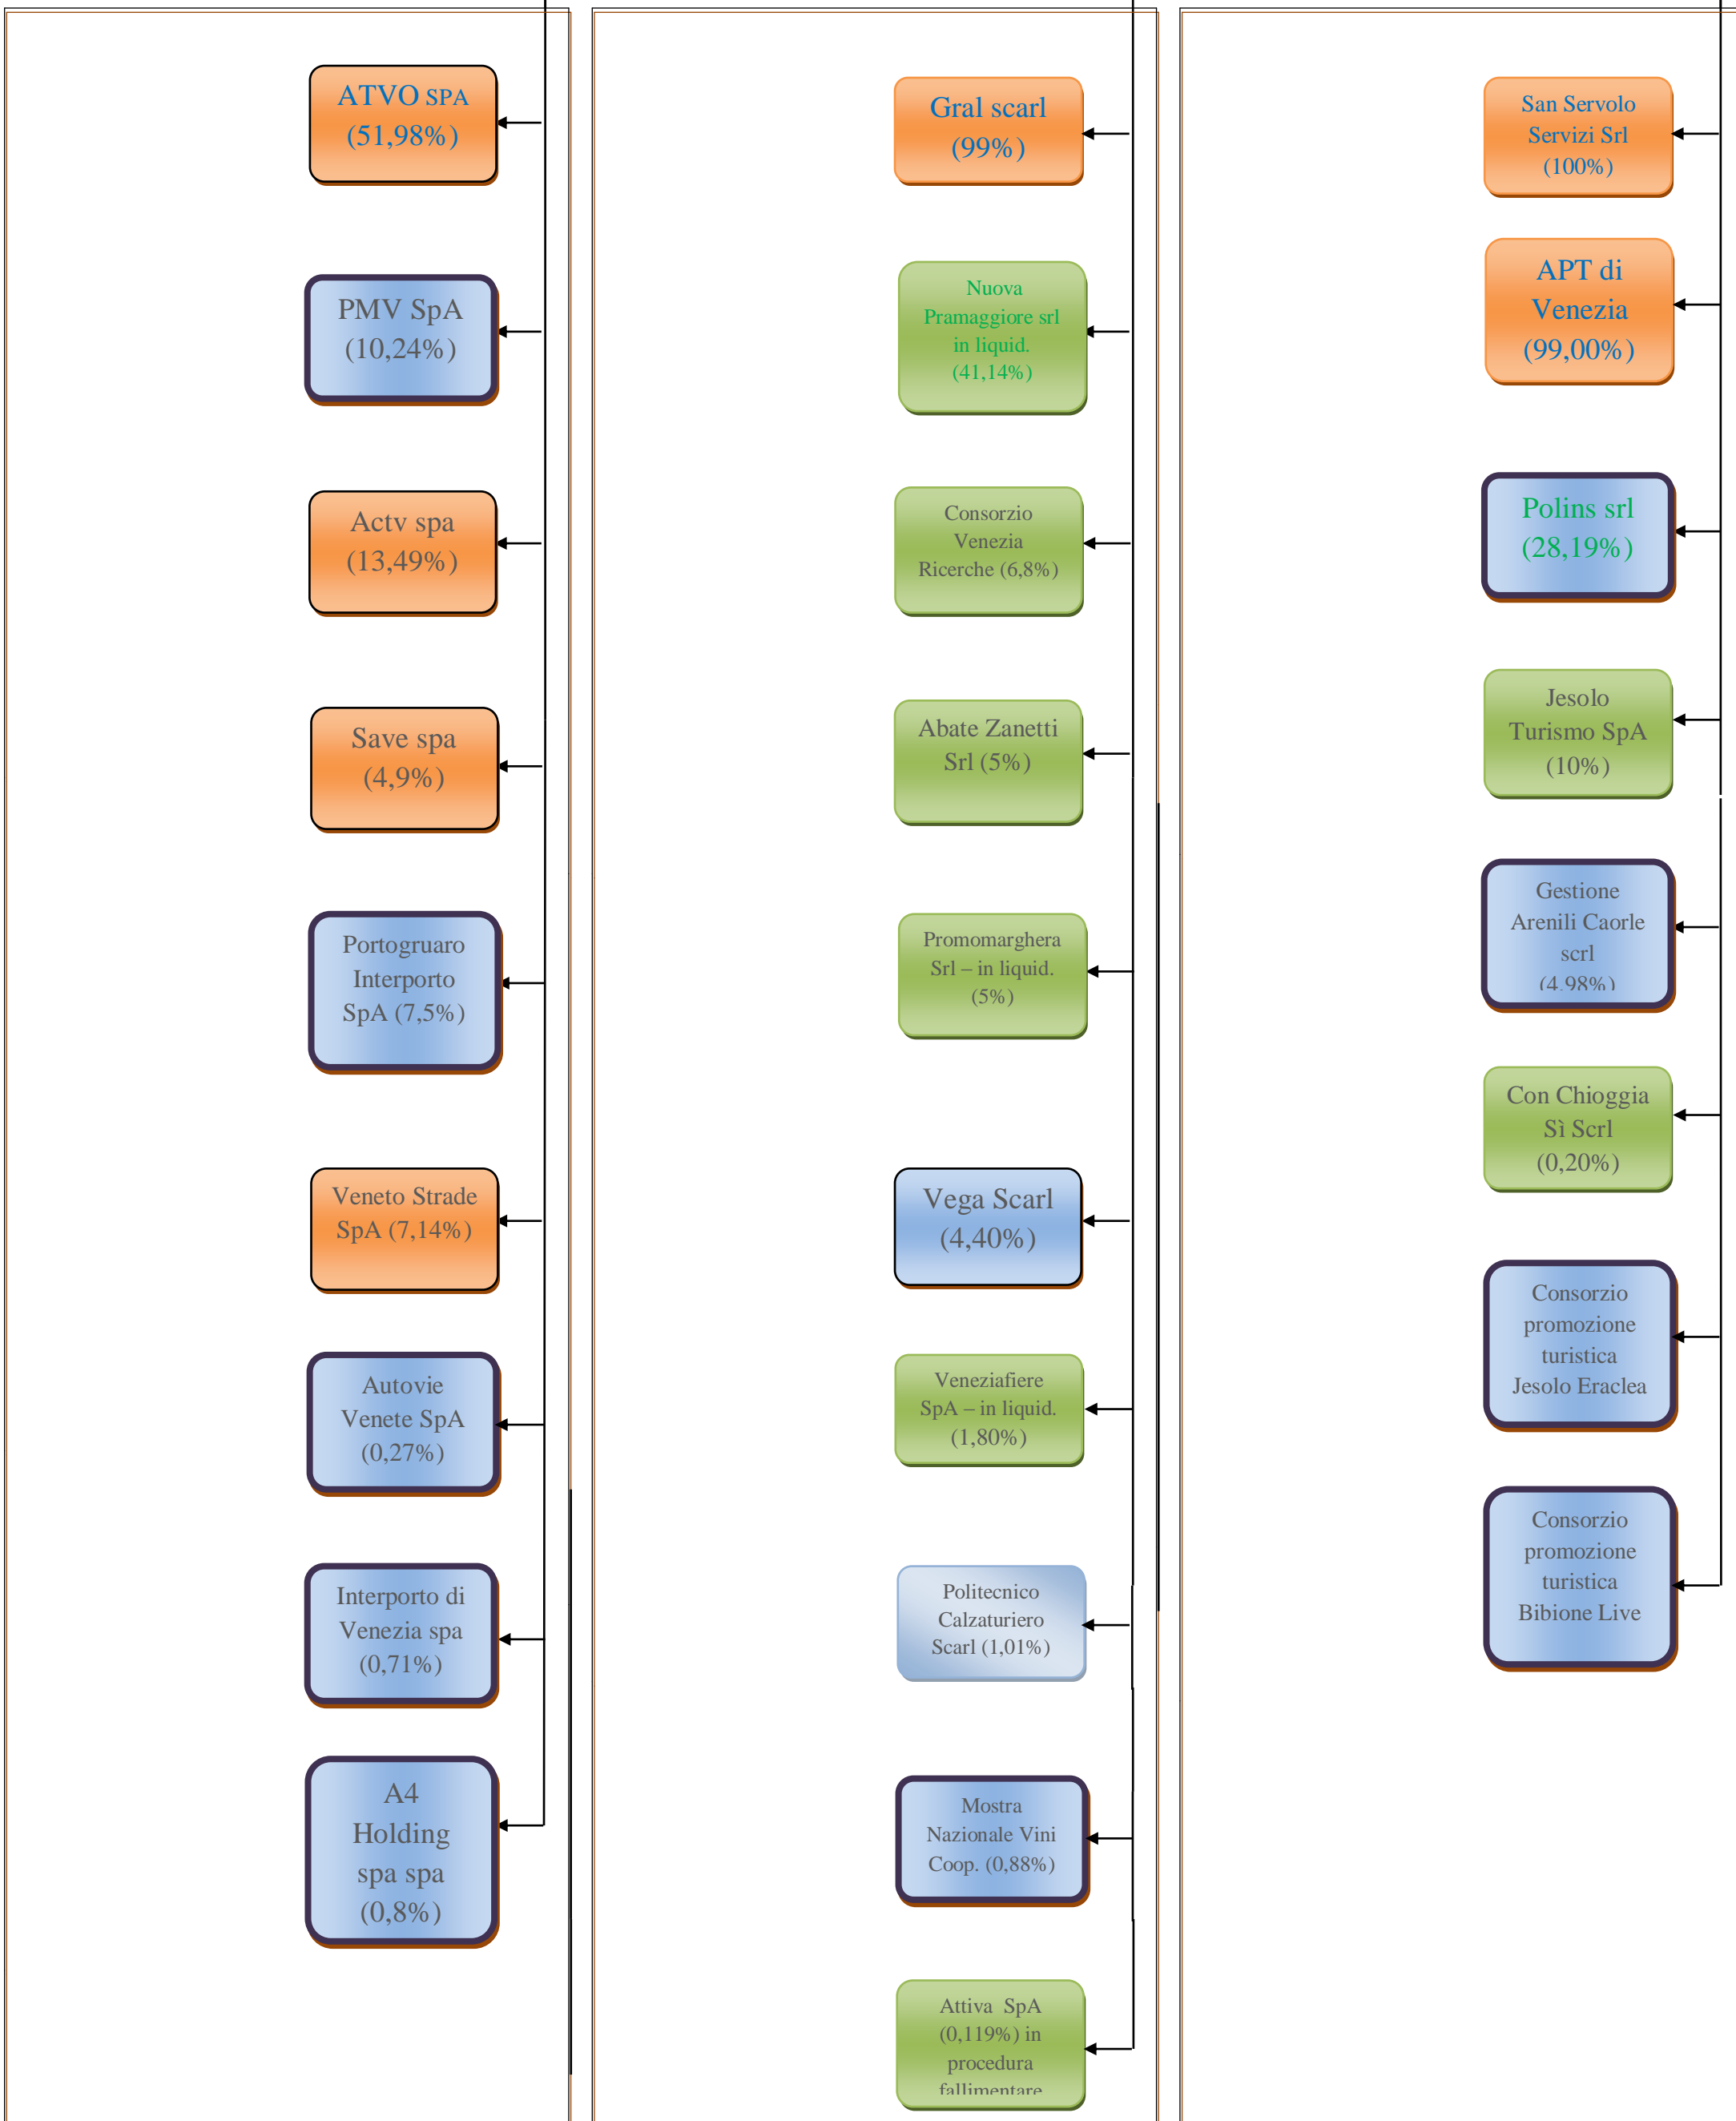 ATVO SPA
(51,98%)
PMV SpA
(10,24%)
Actv spa
(13,49%)
Save spa
(4,9%)
Portogruaro
Interporto
SpA (7,5%)
Veneto Strade
SpA (7,14%)
Autovie
Venete SpA
(0,27%)
Interporto di
Venezia spa
(0,71%)
A4
Holding
spa spa
(0,8%)
Gral scarl
(99%)
Nuova
Pramaggiore srl
in liquid.
(41,14%)
Consorzio
Venezia
Ricerche (6,8%)
Abate Zanetti
Srl (5%)
Promomarghera
Srl – in liquid.
(5%)
Vega Scarl
(4,40%)
Veneziafiere
SpA – in liquid.
(1,80%)
Politecnico
Calzaturiero
Scarl (1,01%)
Mostra
Nazionale Vini
Coop. (0,88%)
Attiva SpA
(0,119%) in
procedura
fallimentare
San Servolo
Servizi Srl
(100%)
APT di
Venezia
(99,00%)
Polins srl
(28,19%)
Jesolo
Turismo SpA
(10%)
Gestione
Arenili Caorle
scrl
(4,98%)
Con Chioggia
Sì Scrl
(0,20%)
Consorzio
promozione
turistica
Jesolo Eraclea
Consorzio
promozione
turistica
Bibione Live